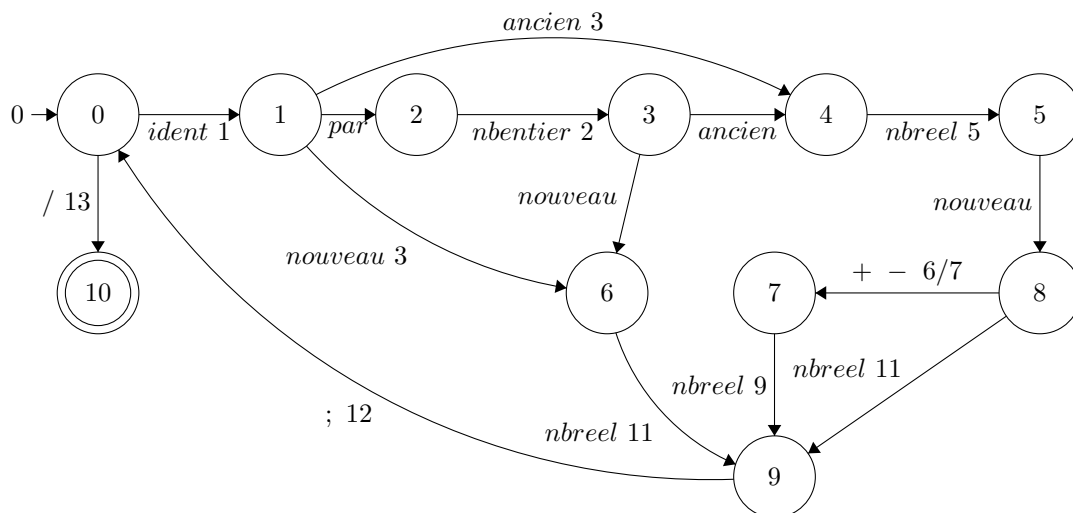 ancien 3
0 0 1 2 3 4 5
ident 1 par nbentier 2 ancien nbreel 5
/ 13 nouveau nouveau
nouveau 3 + − 6/7
10 6 7 8
nbreel 9 nbreel 11
; 12 nbreel 11
9